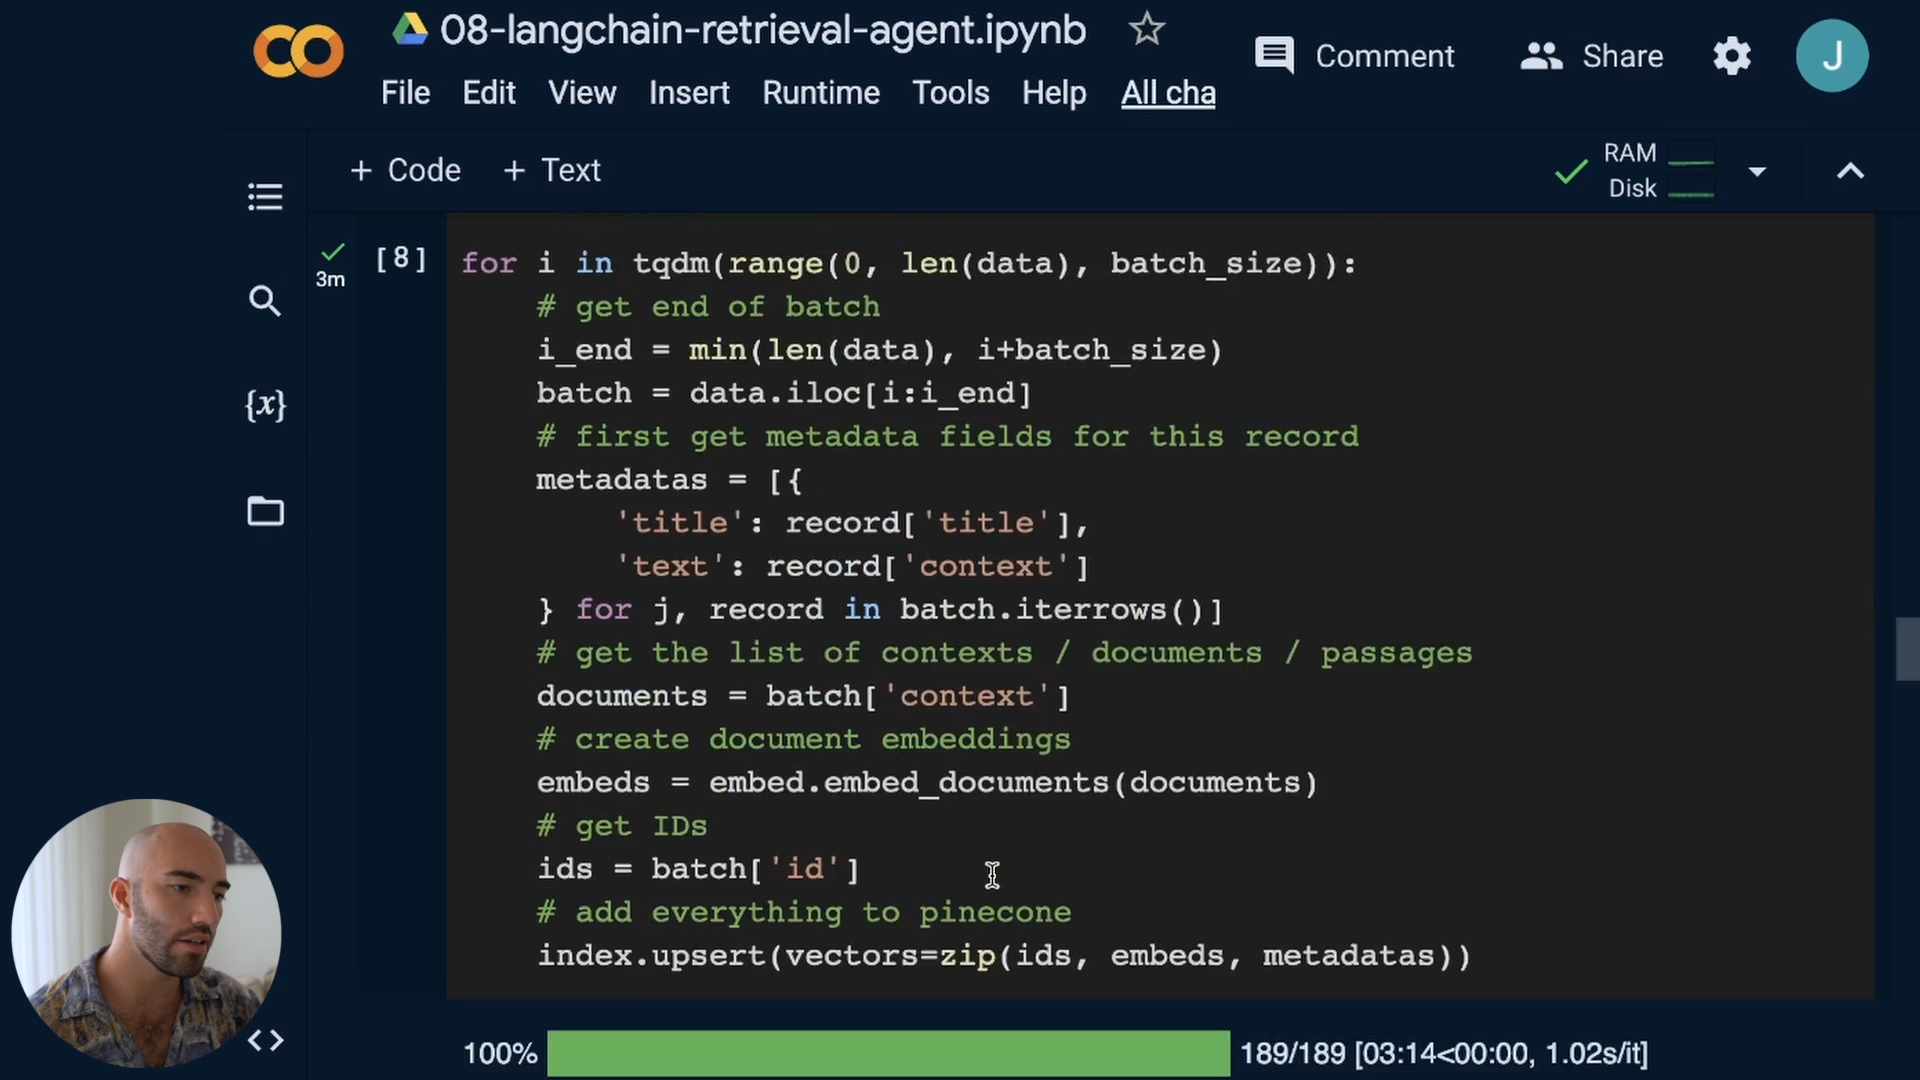 08-langchain-retrieval-agent.ipynb
Comment
Share
J
File Edit View Insert Runtime Tools Help All cha
+ Code + Text
RAM
Disk
3m
[8]
for i in tqdm(range(0, len(data), batch_size)):
    # get end of batch
    i_end = min(len(data), i+batch_size)
    batch = data.iloc[i:i_end]
    # first get metadata fields for this record
    metadatas = [{
        'title': record['title'],
        'text': record['context']
    } for j, record in batch.iterrows()]
    # get the list of contexts / documents / passages
    documents = batch['context']
    # create document embeddings
    embeds = embed.embed_documents(documents)
    # get IDs
    ids = batch['id']
    # add everything to pinecone
    index.upsert(vectors=zip(ids, embeds, metadatas))
100% 189/189 [03:14<00:00, 1.02s/it]
{x}
<>